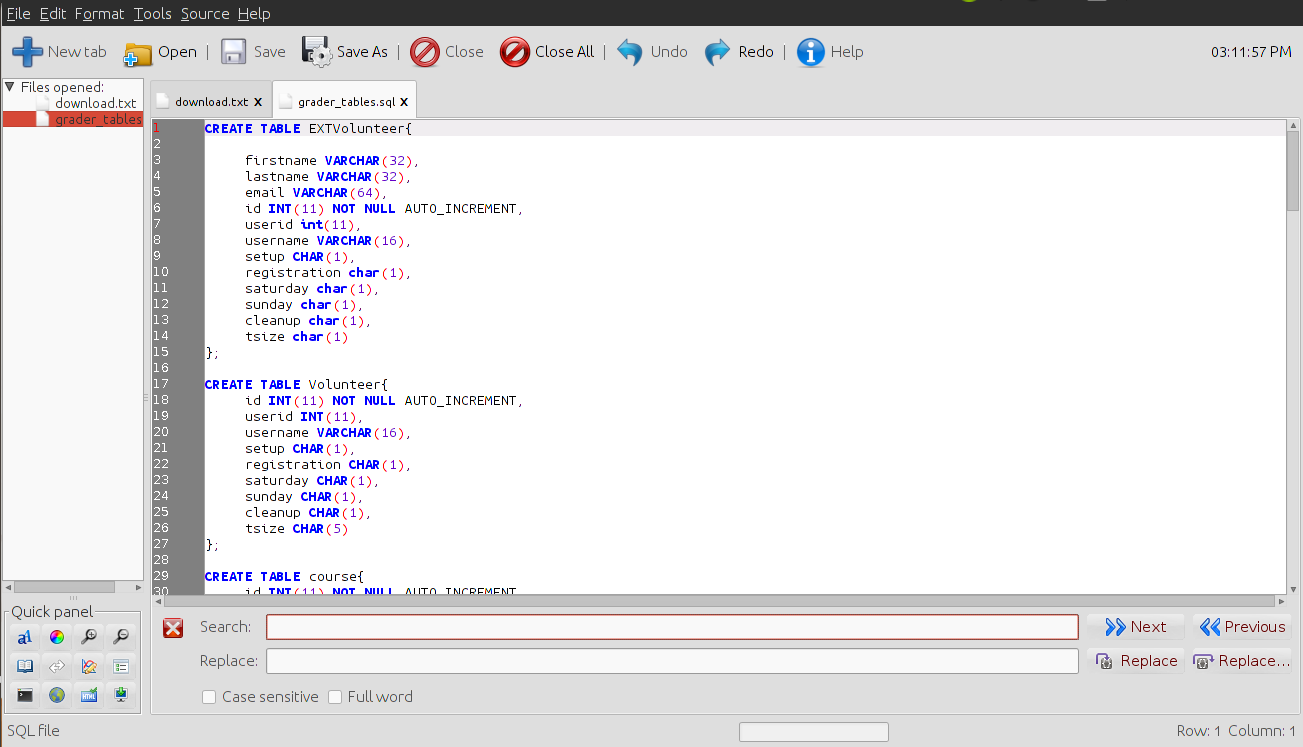 File Edit Format Tools Source Help
New tab Open Save Save As Close Close All Undo Redo Help 03:11:57 PM
Files opened:
download.txt
grader_tables
download.txt X grader_tables.sql X
1 CREATE TABLE EXTVolunteer{
2
3 firstname VARCHAR(32),
4 lastname VARCHAR(32),
5 email VARCHAR(64),
6 id INT(11) NOT NULL AUTO_INCREMENT,
7 userid int(11),
8 username VARCHAR(16),
9 setup CHAR(1),
10 registration char(1),
11 saturday char(1),
12 sunday char(1),
13 cleanup char(1),
14 tsize char(1)
15 };
16
17 CREATE TABLE Volunteer{
18 id INT(11) NOT NULL AUTO_INCREMENT,
19 userid INT(11),
20 username VARCHAR(16),
21 setup CHAR(1),
22 registration CHAR(1),
23 saturday CHAR(1),
24 sunday CHAR(1),
25 cleanup CHAR(1),
26 tsize CHAR(5)
27 };
28
29 CREATE TABLE course{
30 id INT(11) NOT NULL AUTO_INCREMENT
Quick panel
aA
HTML
Search: Next Previous
Replace: Replace Replace...
Case sensitive Full word
SQL file Row: 1 Column: 1